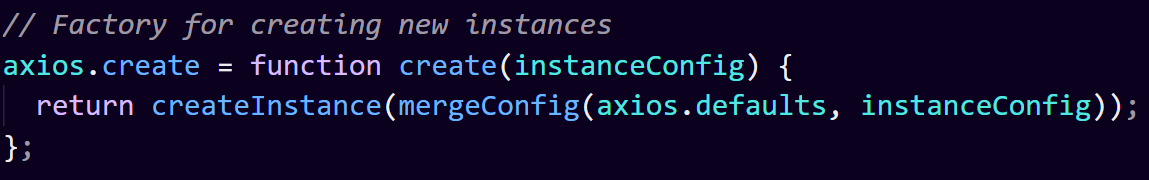 // Factory for creating new instances
axios.create = function create(instanceConfig) {
  return createInstance(mergeConfig(axios.defaults, instanceConfig));
};